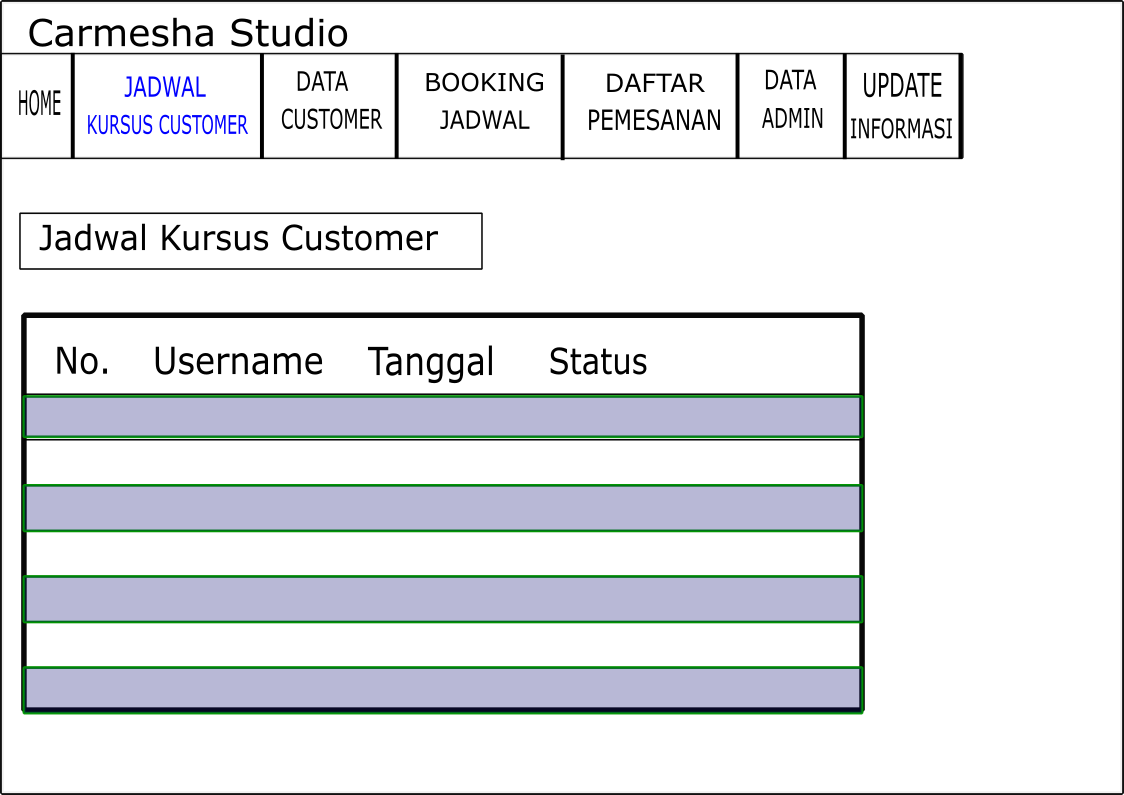 Carmesha Studio
HOME
JADWAL
KURSUS CUSTOMER
DATA
CUSTOMER
BOOKING
JADWAL
DAFTAR
PEMESANAN
DATA
ADMIN
UPDATE
INFORMASI
Jadwal Kursus Customer
No. Username Tanggal Status